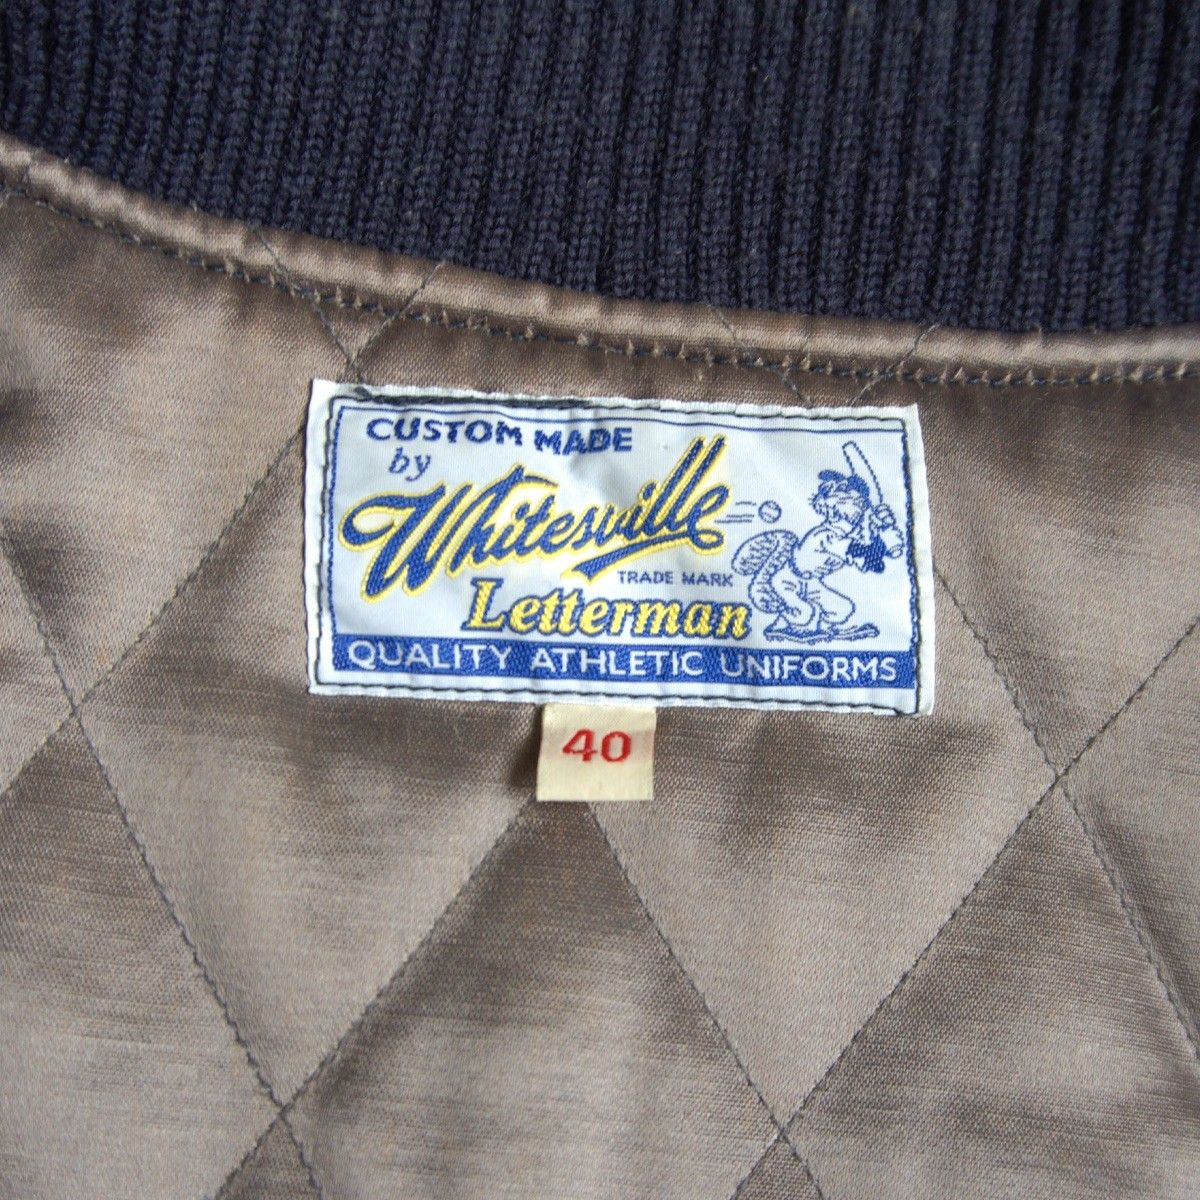 CUSTOM MADE
by
Whitesville
TRADE MARK
Letterman
QUALITY ATHLETIC UNIFORMS
40